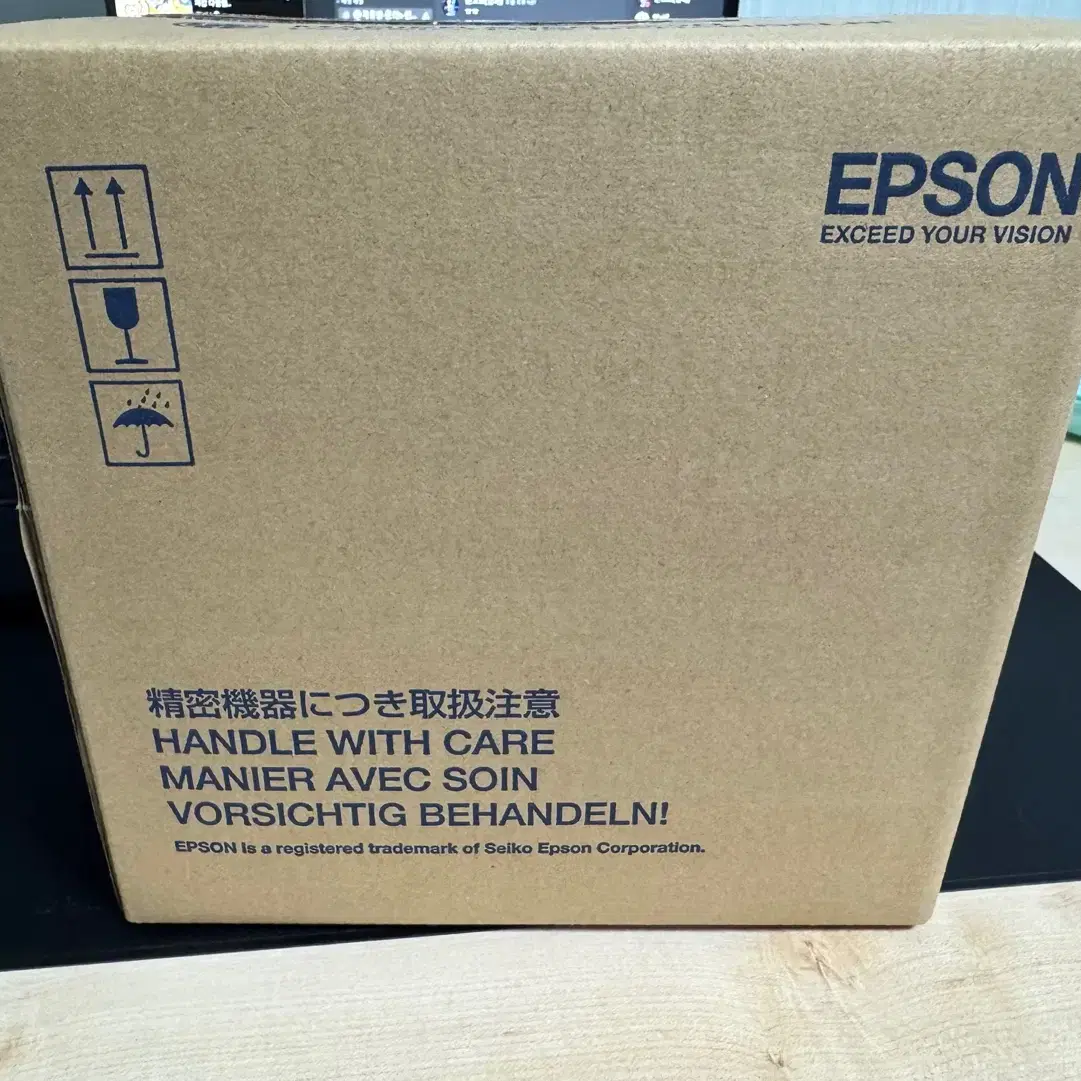 EPSON
EXCEED YOUR VISION
精密機器につき取扱注意
HANDLE WITH CARE
MANIER AVEC SOIN
VORSICHTIG BEHANDELN!
EPSON is a registered trademark of Seiko Epson Corporation.